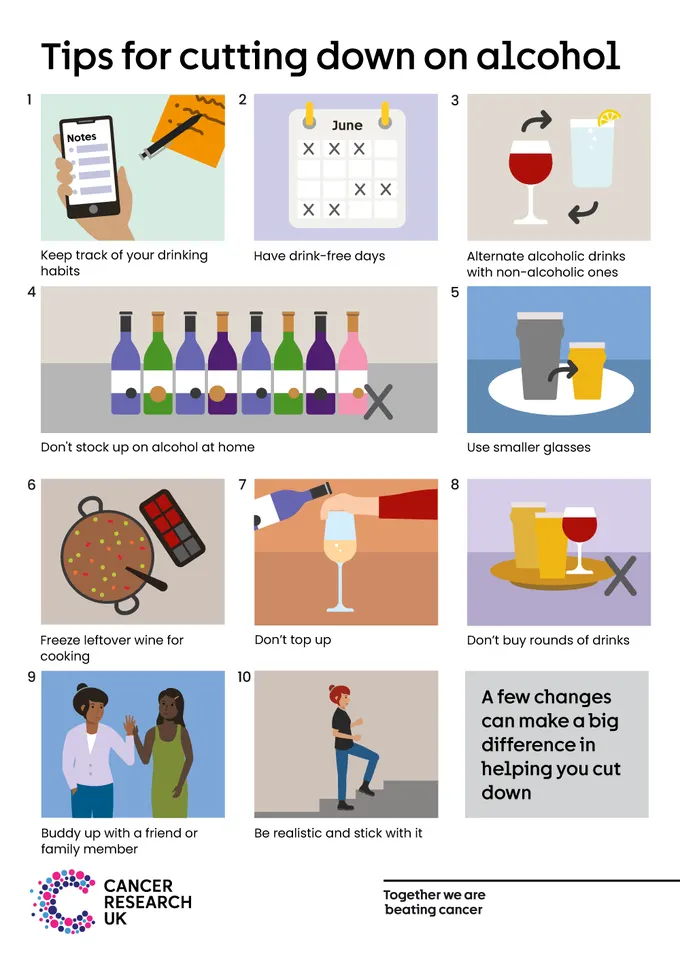 Tips for cutting down on alcohol
1
Notes
Keep track of your drinking
habits
2
June
X X X
X X
X X
Have drink-free days
3
Alternate alcoholic drinks
with non-alcoholic ones
4
Don't stock up on alcohol at home
5
Use smaller glasses
6
Freeze leftover wine for
cooking
7
Don’t top up
8
Don’t buy rounds of drinks
9
Buddy up with a friend or
family member
10
Be realistic and stick with it
A few changes
can make a big
difference in
helping you cut
down
CANCER
RESEARCH
UK
Together we are
beating cancer